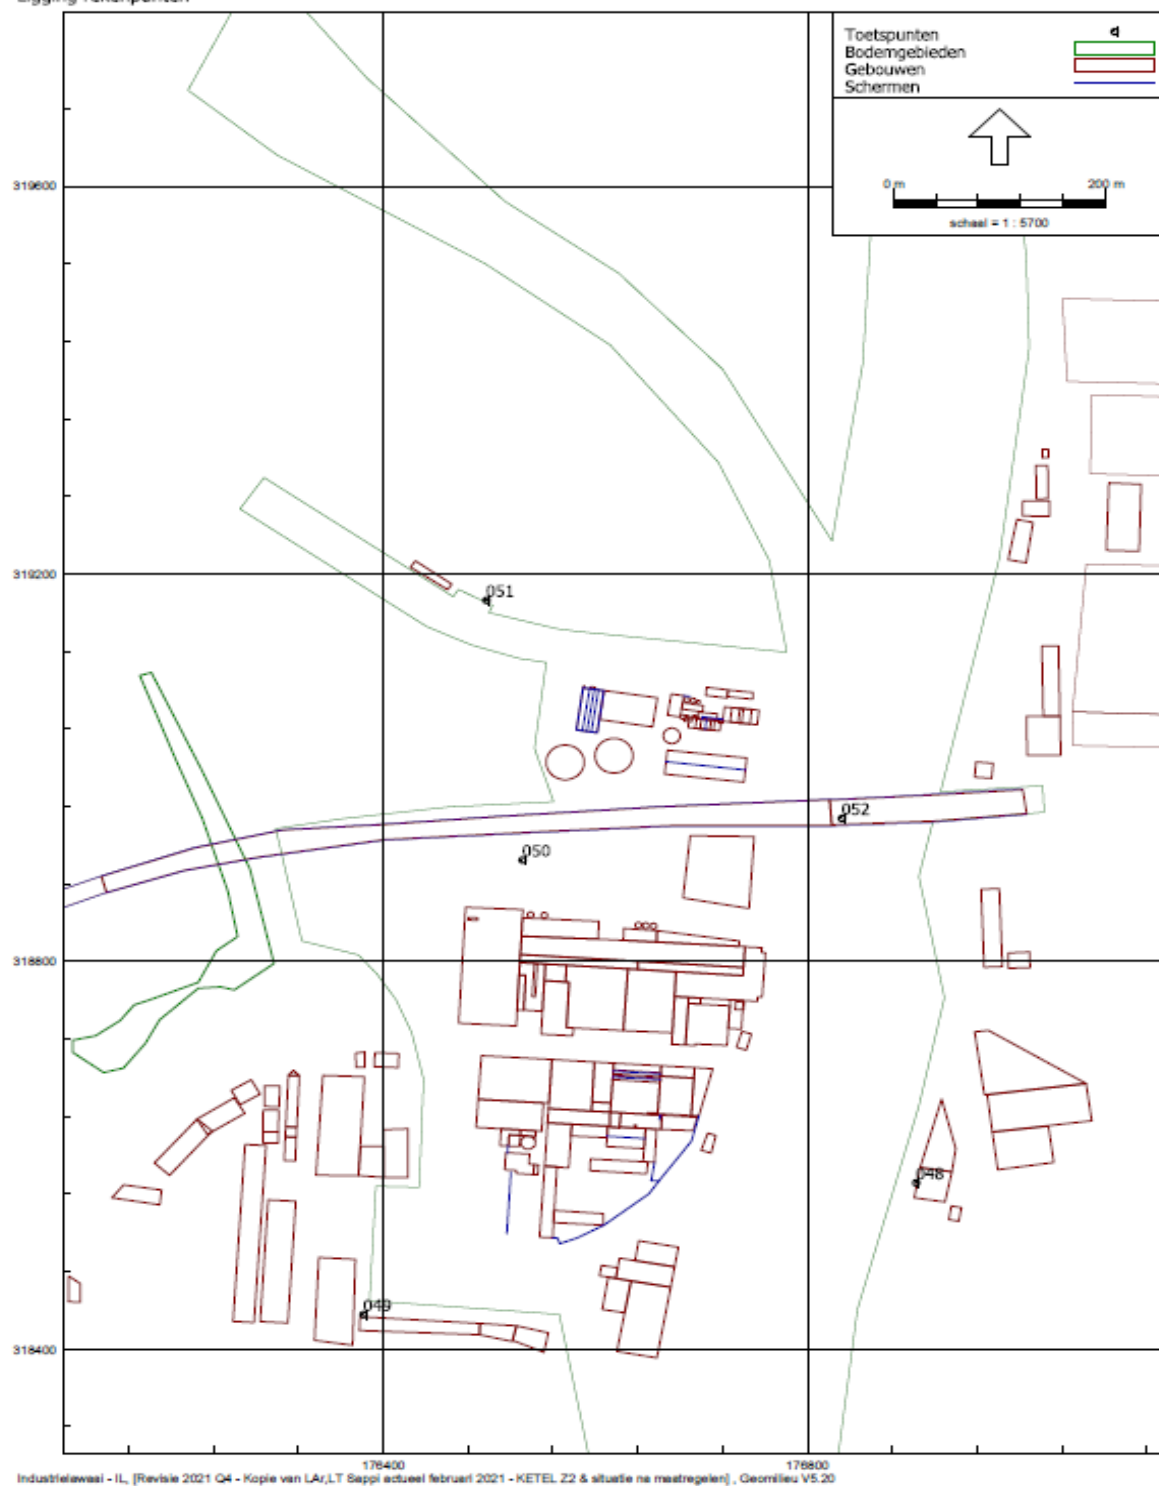 Ligging rekenpunten
Toetspunten
Bodemgebieden
Gebouwen
Schermen
0 m
200 m
schaal = 1 : 5700
319600
319200
318800
318400
176400
176800
051
052
050
048
049
Industrielawaai - IL, [Revisie 2021 Q4 - Kopie van LAr,LT Sappi actueel februari 2021 - KETEL Z2 & situatie na maatregelen] , Geomilieu V5.20